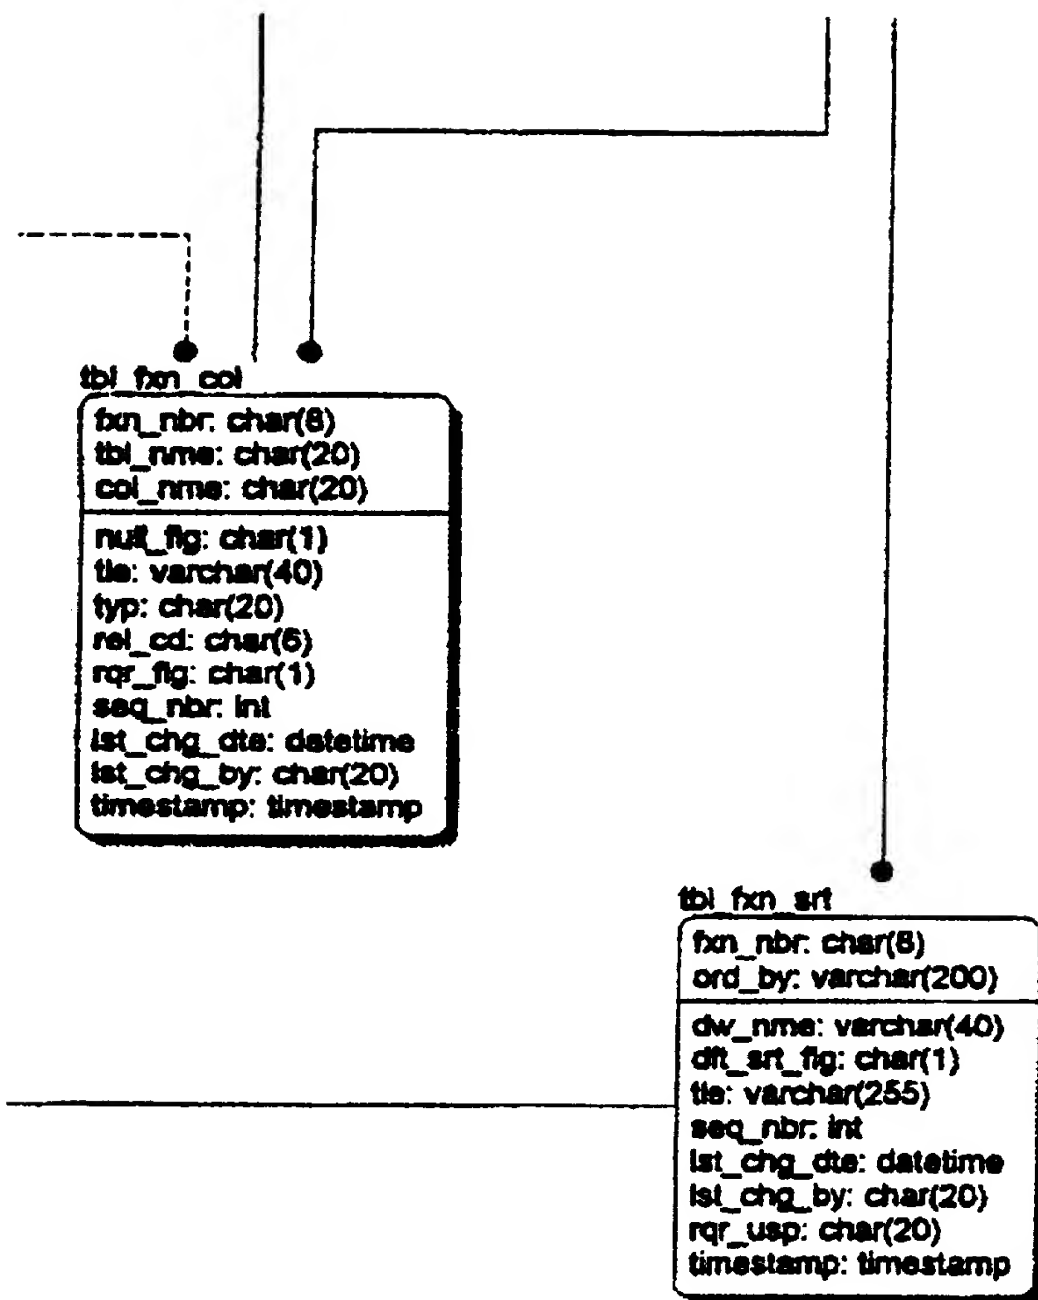 tbl_fxn_col
fxn_nbr: char(8)
tbl_nme: char(20)
col_nme: char(20)
null_flg: char(1)
tle: varchar(40)
typ: char(20)
rel_cd: char(6)
rqr_flg: char(1)
seq_nbr: int
lst_chg_dte: datetime
lst_chg_by: char(20)
timestamp: timestamp
tbl_fxn_srt
fxn_nbr: char(8)
ord_by: varchar(200)
dw_nme: varchar(40)
dft_srt_flg: char(1)
tle: varchar(255)
seq_nbr: int
lst_chg_dte: datetime
lst_chg_by: char(20)
rqr_usp: char(20)
timestamp: timestamp